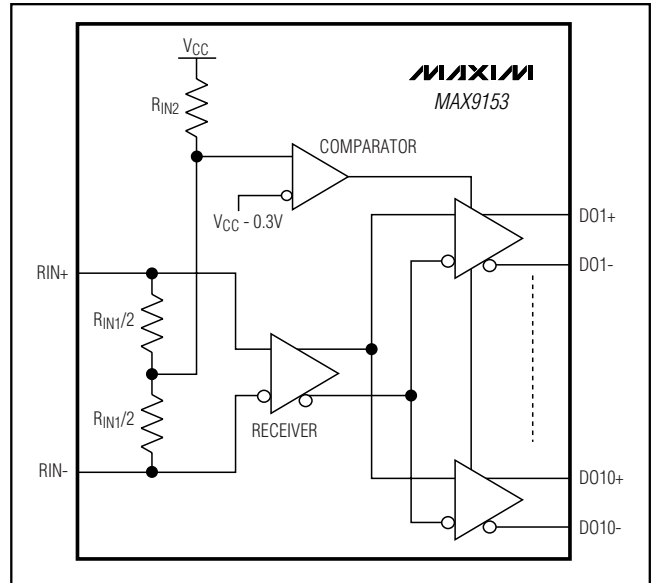 VCC
MAXIM
MAX9153
RIN2
COMPARATOR
VCC - 0.3V
DO1+
DO1-
RIN+
RIN1/2
RIN1/2
RECEIVER
RIN-
DO10+
DO10-